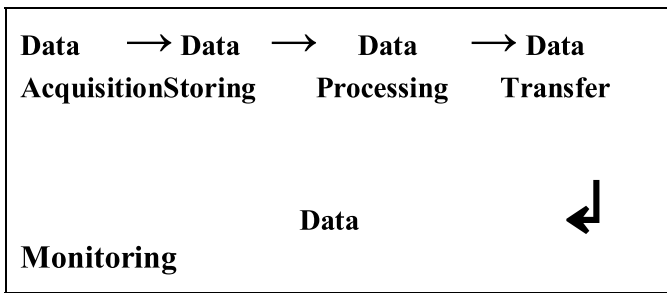 Data → Data → Data → Data
AcquisitionStoring Processing Transfer
Data
Monitoring